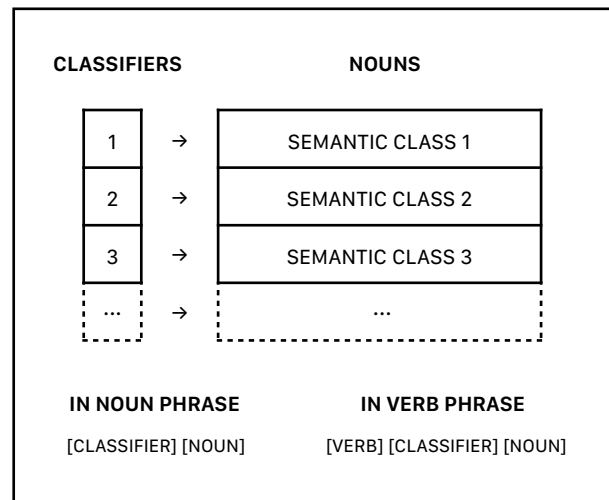 CLASSIFIERS NOUNS
1 → SEMANTIC CLASS 1
2 → SEMANTIC CLASS 2
3 → SEMANTIC CLASS 3
... → ...
IN NOUN PHRASE IN VERB PHRASE
[CLASSIFIER] [NOUN] [VERB] [CLASSIFIER] [NOUN]